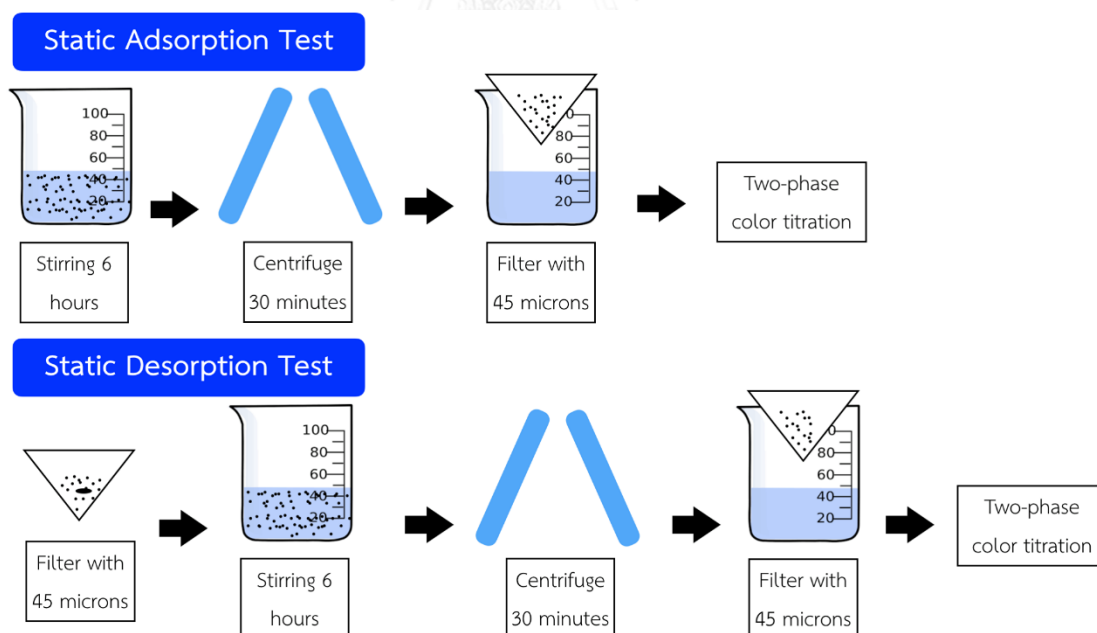 Static Adsorption Test
100
80
60
40
20
0
80
60
40
20
Two-phase
color titration
Stirring 6
hours
Centrifuge
30 minutes
Filter with
45 microns
Static Desorption Test
100
80
60
40
20
0
80
60
40
20
Two-phase
color titration
Filter with
45 microns
Stirring 6
hours
Centrifuge
30 minutes
Filter with
45 microns